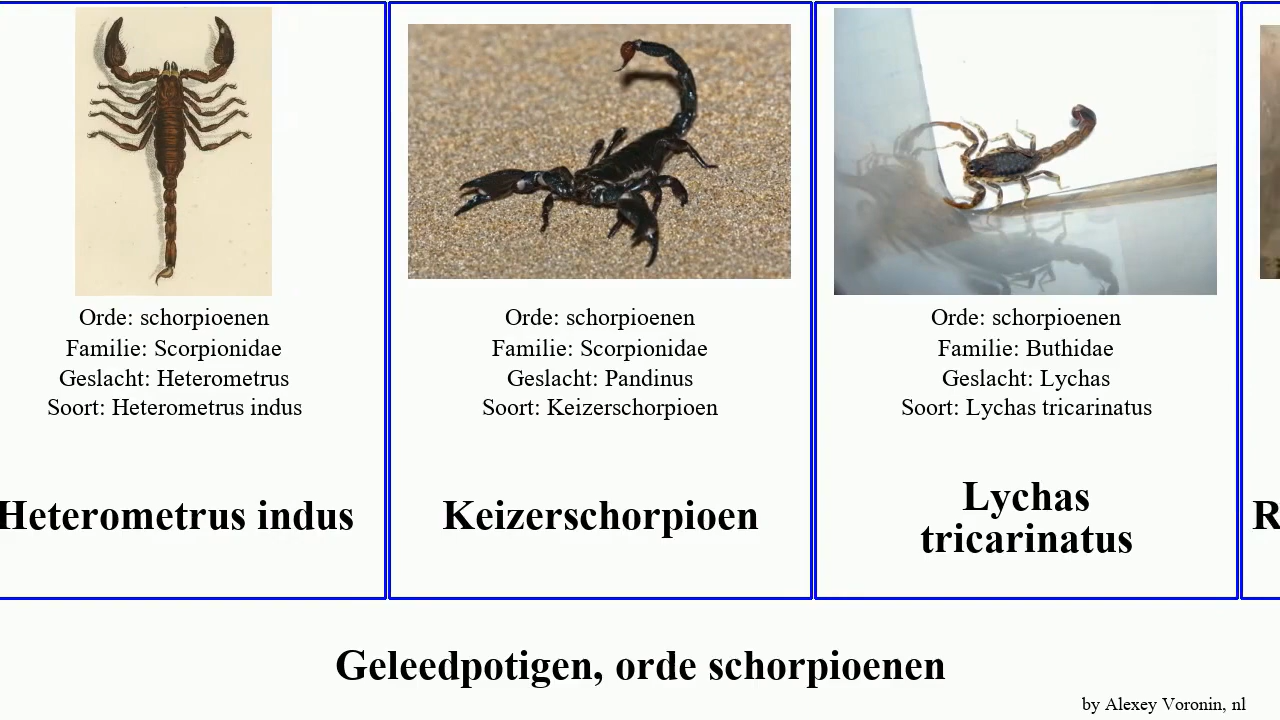 Orde: schorpioenen
Familie: Scorpionidae
Geslacht: Heterometrus
Soort: Heterometrus indus
Heterometrus indus
Orde: schorpioenen
Familie: Scorpionidae
Geslacht: Pandinus
Soort: Keizerschorpioen
Keizerschorpioen
Orde: schorpioenen
Familie: Buthidae
Geslacht: Lychas
Soort: Lychas tricarinatus
Lychas
tricarinatus
R
Geleedpotigen, orde schorpioenen
by Alexey Voronin, nl